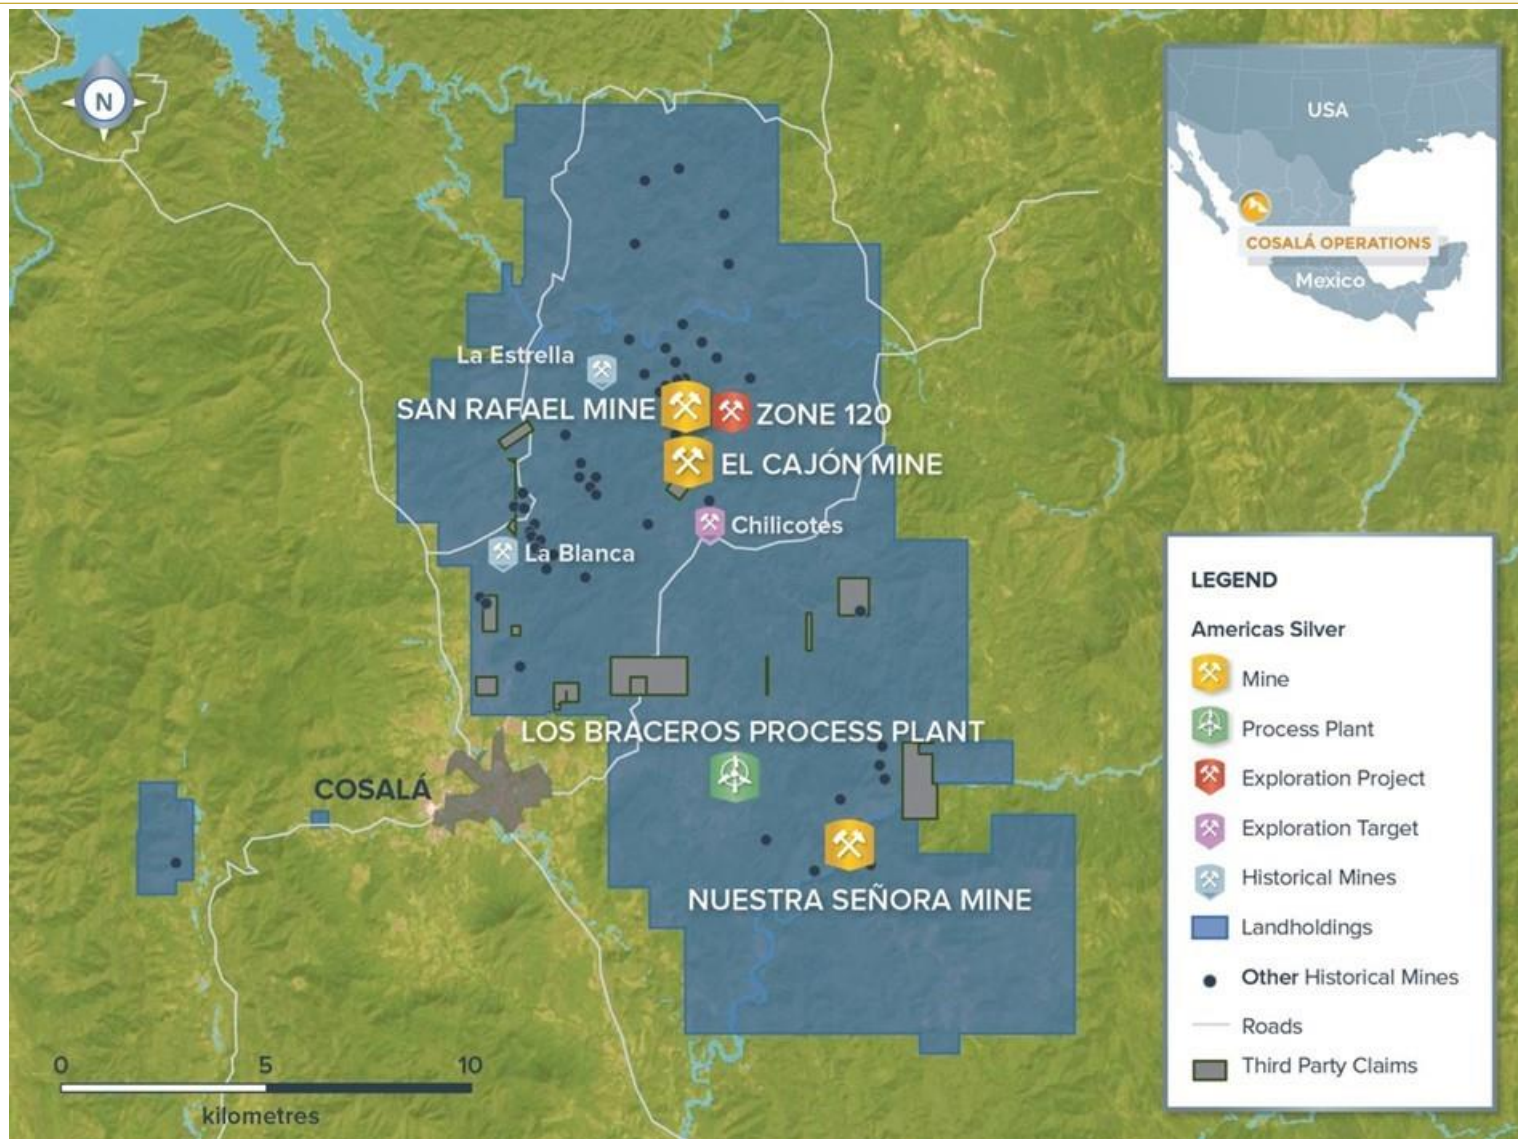 N
USA
COSALÁ OPERATIONS
Mexico
La Estrella
SAN RAFAEL MINE
ZONE 120
EL CAJÓN MINE
Chilicotes
La Blanca
LOS BRACEROS PROCESS PLANT
COSALÁ
NUESTRA SEÑORA MINE
0 5 10
kilometres
LEGEND
Americas Silver
Mine
Process Plant
Exploration Project
Exploration Target
Historical Mines
Landholdings
Other Historical Mines
Roads
Third Party Claims